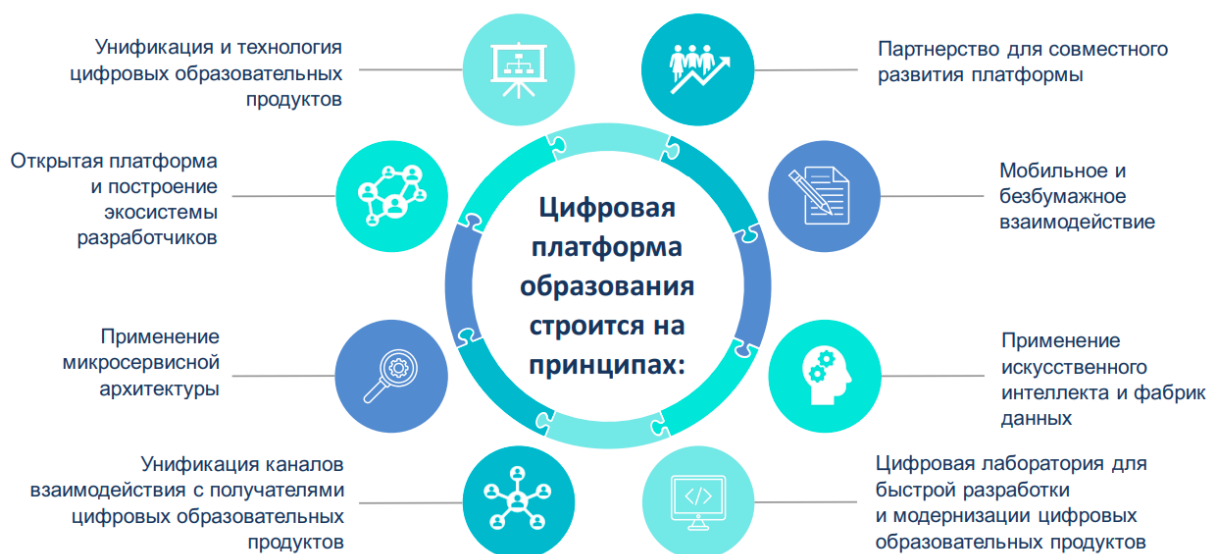 Унификация и технология
цифровых образовательных
продуктов
Партнерство для совместного
развития платформы
Открытая платформа
и построение
экосистемы
разработчиков
Мобильное и
безбумажное
взаимодействие
Цифровая
платформа
образования
строится на
принципах:
Применение
микросервисной
архитектуры
Применение
искусственного
интеллекта и фабрик
данных
Унификация каналов
взаимодействия с получателями
цифровых образовательных
продуктов
Цифровая лаборатория для
быстрой разработки
и модернизации цифровых
образовательных продуктов